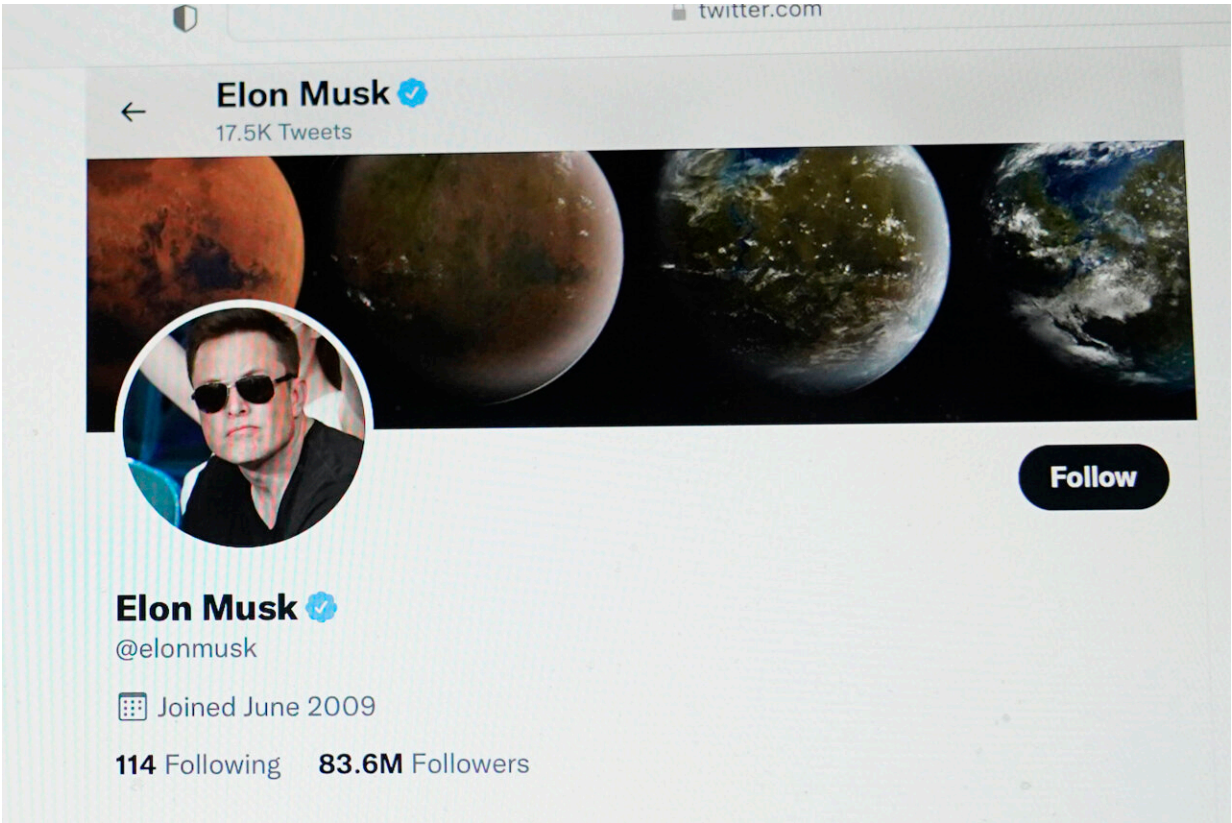 twitter.com
Elon Musk
17.5K Tweets
Follow
Elon Musk
@elonmusk
Joined June 2009
114 Following 83.6M Followers